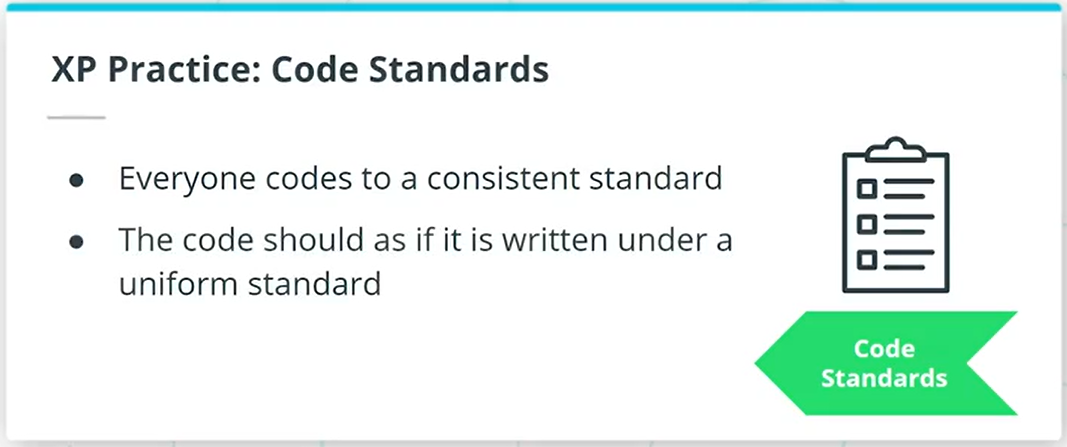 XP Practice: Code Standards
● Everyone codes to a consistent standard
● The code should as if it is written under a
uniform standard
Code
Standards